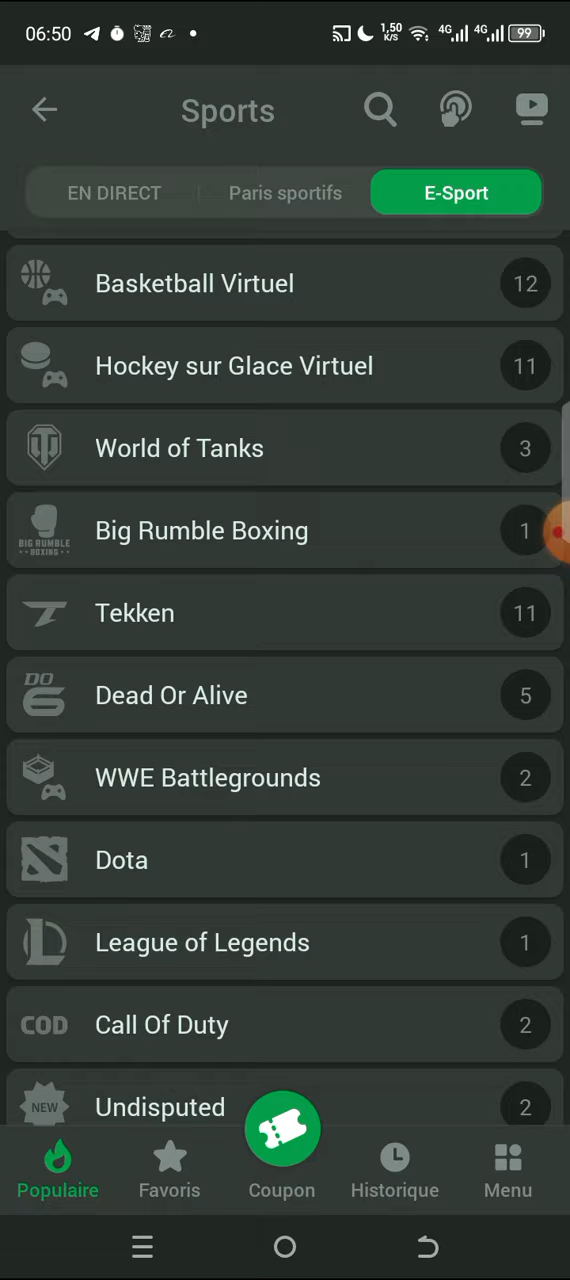 06:50
1,50
K/S
4G
4G
99
Sports
EN DIRECT
Paris sportifs
E-Sport
Basketball Virtuel
12
Hockey sur Glace Virtuel
11
World of Tanks
3
BIG RUMBLE
BOXING
Big Rumble Boxing
1
Tekken
11
DO
6
Dead Or Alive
5
WWE Battlegrounds
2
Dota
1
League of Legends
1
COD
Call Of Duty
2
NEW
Undisputed
2
Populaire
Favoris
Coupon
Historique
Menu